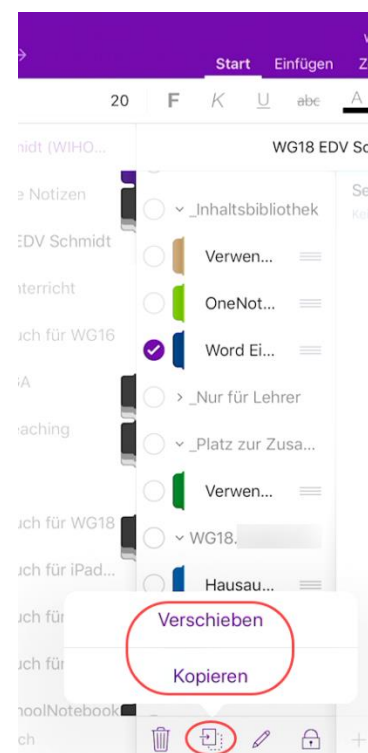 Start Einfügen Z
20 F K U abc A
midt (WIHO...
WG18 EDV Sc
e Notizen
Se
_Inhaltsbibliothek
EDV Schmidt
Verwen...
nterricht
OneNot...
uch für WG16
Word Ei...
_Nur für Lehrer
eaching
_Platz zur Zusa...
Verwen...
uch für WG18
WG18.
uch für iPad...
Hausau...
uch für
Verschieben
uch für
Kopieren
hoolNotebook
ch